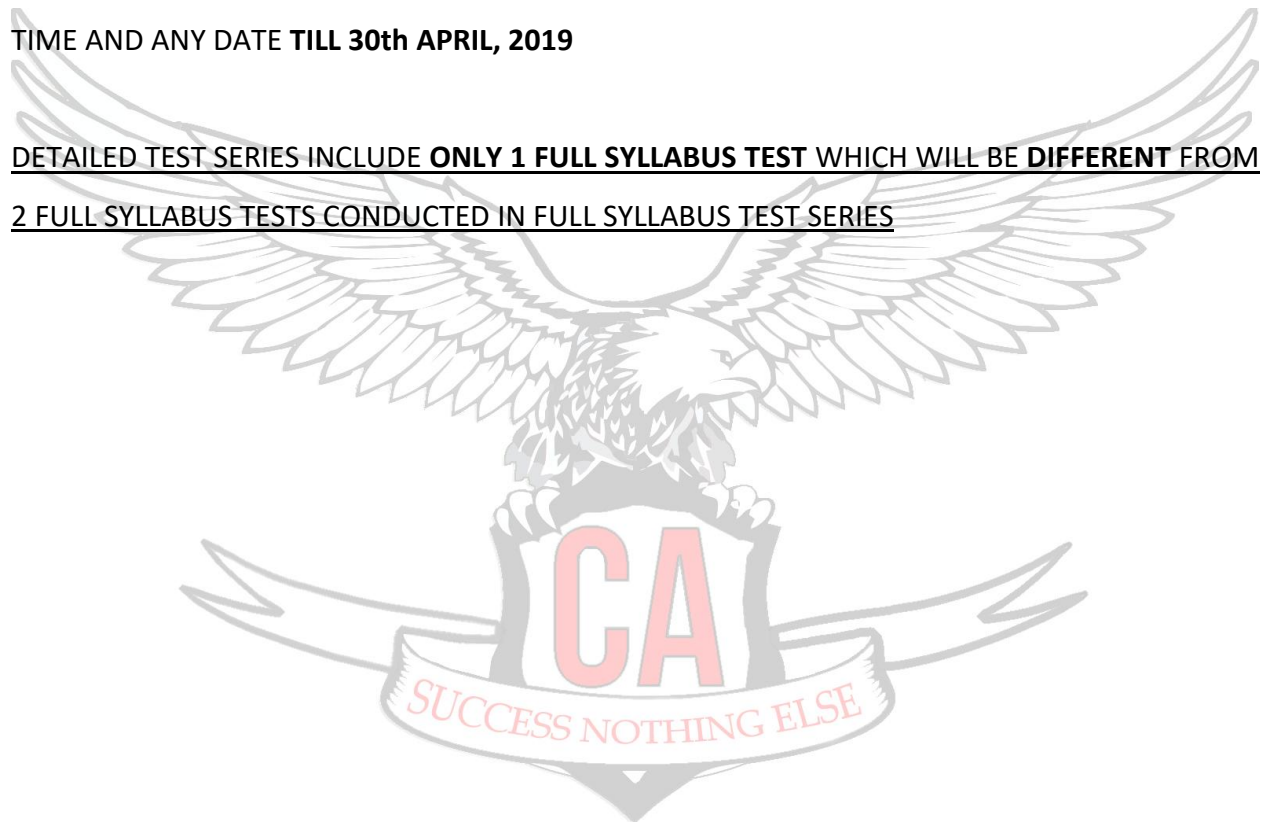 TIME AND ANY DATE TILL 30th APRIL, 2019
DETAILED TEST SERIES INCLUDE ONLY 1 FULL SYLLABUS TEST WHICH WILL BE DIFFERENT FROM
2 FULL SYLLABUS TESTS CONDUCTED IN FULL SYLLABUS TEST SERIES
CA
SUCCESS NOTHING ELSE